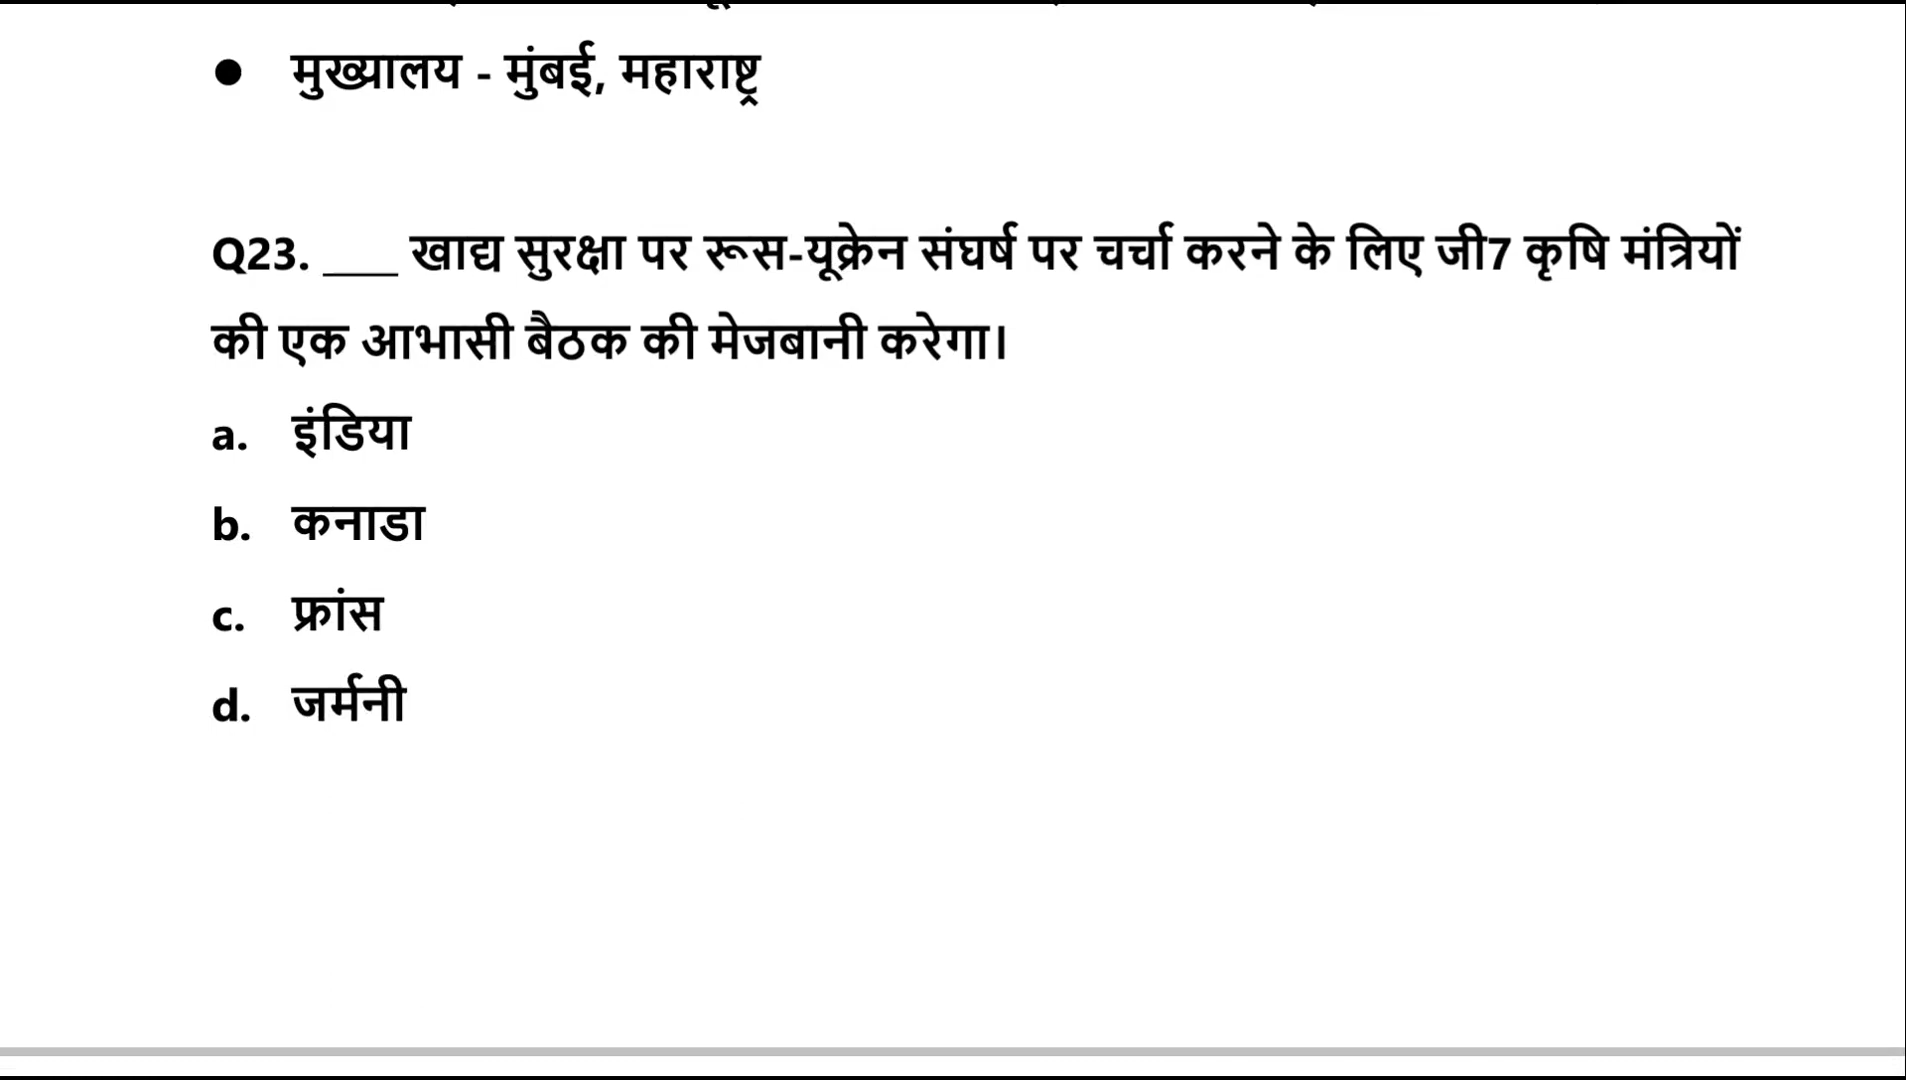 ● मुख्यालय - मुंबई, महाराष्ट्र
Q23. ___ खाद्य सुरक्षा पर रूस-यूक्रेन संघर्ष पर चर्चा करने के लिए जी7 कृषि मंत्रियों
की एक आभासी बैठक की मेजबानी करेगा।
a. इंडिया
b. कनाडा
c. फ्रांस
d. जर्मनी